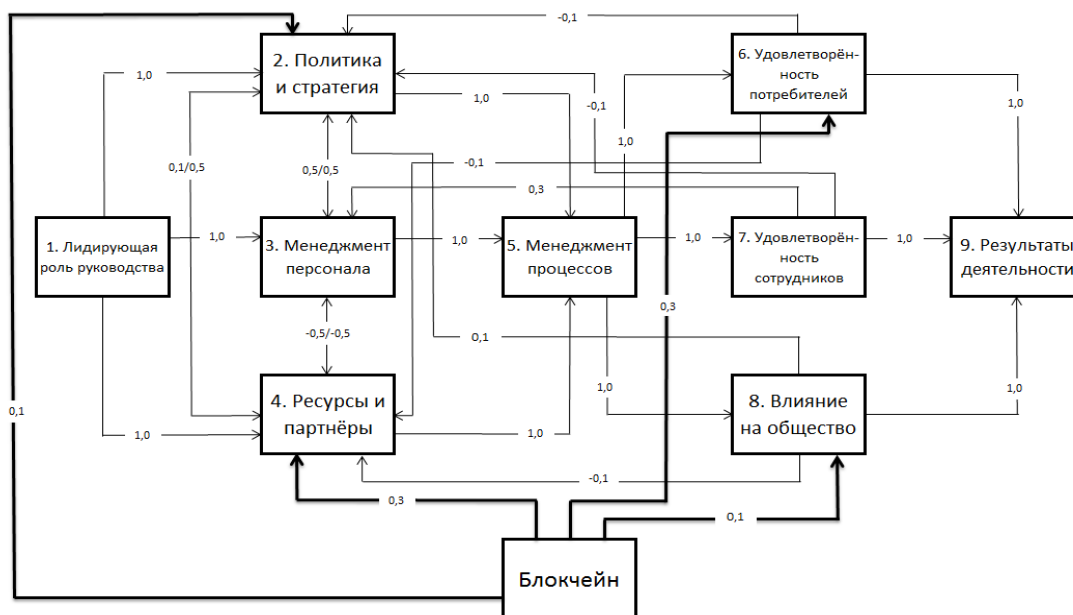 -0,1
2. Политика
и стратегия
6. Удовлетворён-
ность
потребителей
1,0
1,0
-0,1
1,0
1,0
0,1/0,5
0,5/0,5
-0,1
0,3
1. Лидирующая
роль руководства
1,0
3. Менеджмент
персонала
1,0
5. Менеджмент
процессов
1,0
7. Удовлетворён-
ность
сотрудников
1,0
9. Результаты
деятельности
0,3
-0,5/-0,5
0,1
1,0
1,0
0,1
4. Ресурсы и
партнёры
8. Влияние
на общество
1,0
1,0
-0,1
0,3
0,1
Блокчейн